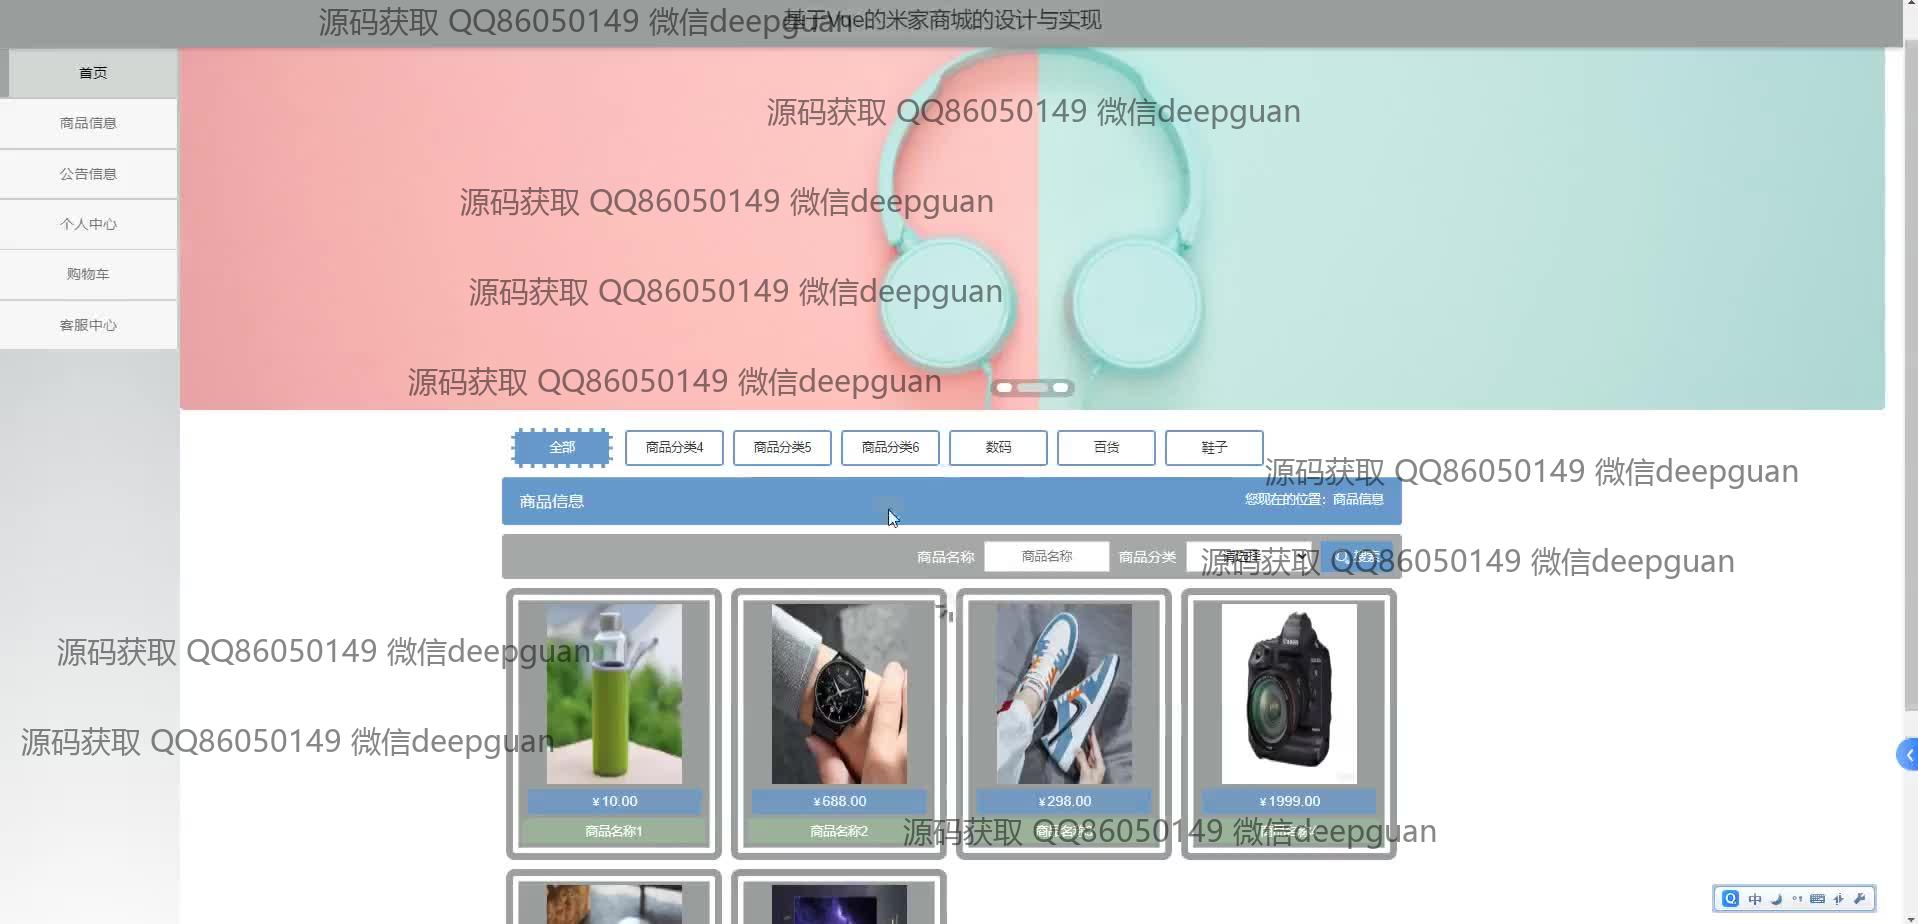 基于Vue的米家商城的设计与实现
源码获取 QQ86050149 微信deepguan
首页
商品信息
公告信息
个人中心
购物车
客服中心
源码获取 QQ86050149 微信deepguan
源码获取 QQ86050149 微信deepguan
源码获取 QQ86050149 微信deepguan
源码获取 QQ86050149 微信deepguan
全部 商品分类4 商品分类5 商品分类6 数码 百货 鞋子
源码获取 QQ86050149 微信deepguan
商品信息 您现在的位置：商品信息
商品名称 商品名称 商品分类 请选择 搜索
源码获取 QQ86050149 微信deepguan
源码获取 QQ86050149 微信deepguan
源码获取 QQ86050149 微信deepguan
¥10.00 ¥688.00 ¥298.00 ¥1999.00
商品名称1 商品名称2 商品名称3
源码获取 QQ86050149 微信deepguan
中